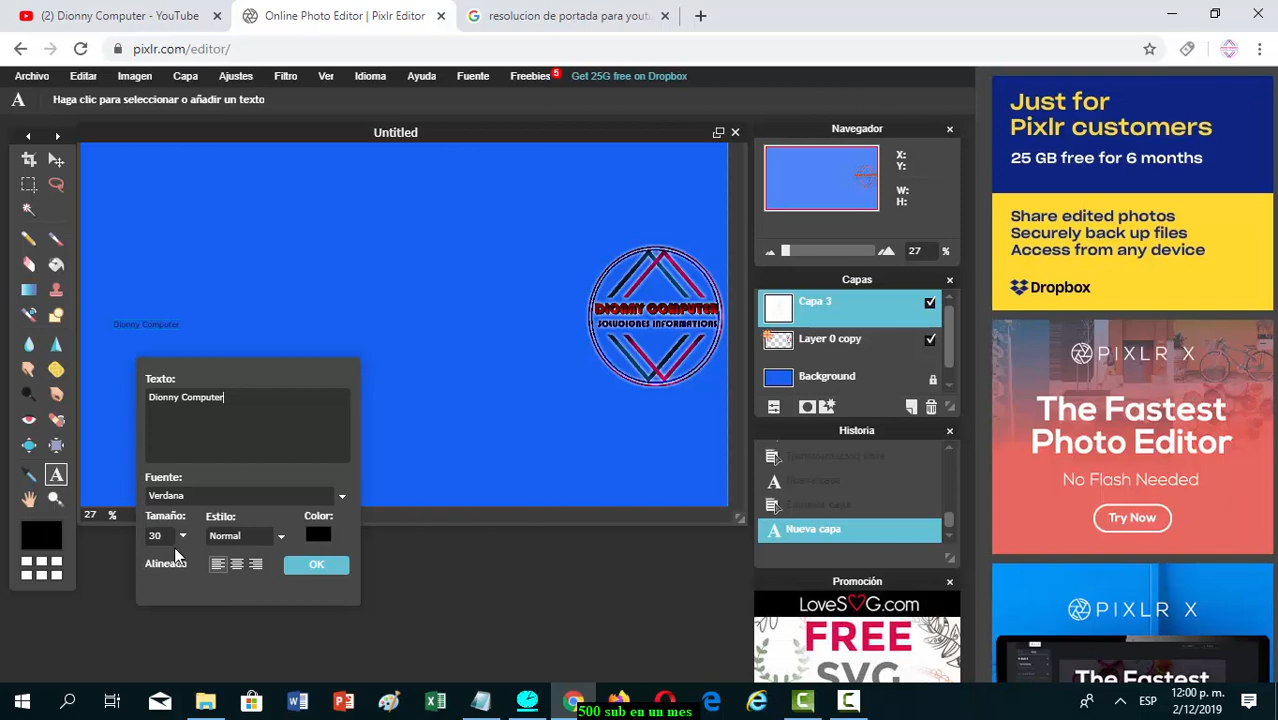 (2) Dionny Computer - YouTube
Online Photo Editor | Pixlr Editor
resolucion de portada para youtu
pixlr.com/editor/
Archivo Editar Imagen Capa Ajustes Filtro Ver Idioma Ayuda Fuente Freebies 5 Get 25G free on Dropbox
A Haga clic para seleccionar o añadir un texto
Untitled
Dionny Computer
DIONNY COMPUTER
SOLUCIONES INFORMATIONS
Texto:
Dionny Computer
Fuente:
Verdana
Tamaño: Estilo: Color:
30 Normal
OK
27 %
Navegador
X:
Y:
W:
H:
27 %
Capas
Capa 3
Layer 0 copy
Background
Historia
Nueva capa
Nueva capa
Promoción
LoveSVG.com
FREE
SVG
Just for
Pixlr customers
25 GB free for 6 months
Share edited photos
Securely back up files
Access from any device
Dropbox
PIXLR X
The Fastest
Photo Editor
No Flash Needed
Try Now
PIXLR X
The Fastest
500 sub en un mes
ESP
12:00 p. m.
2/12/2019